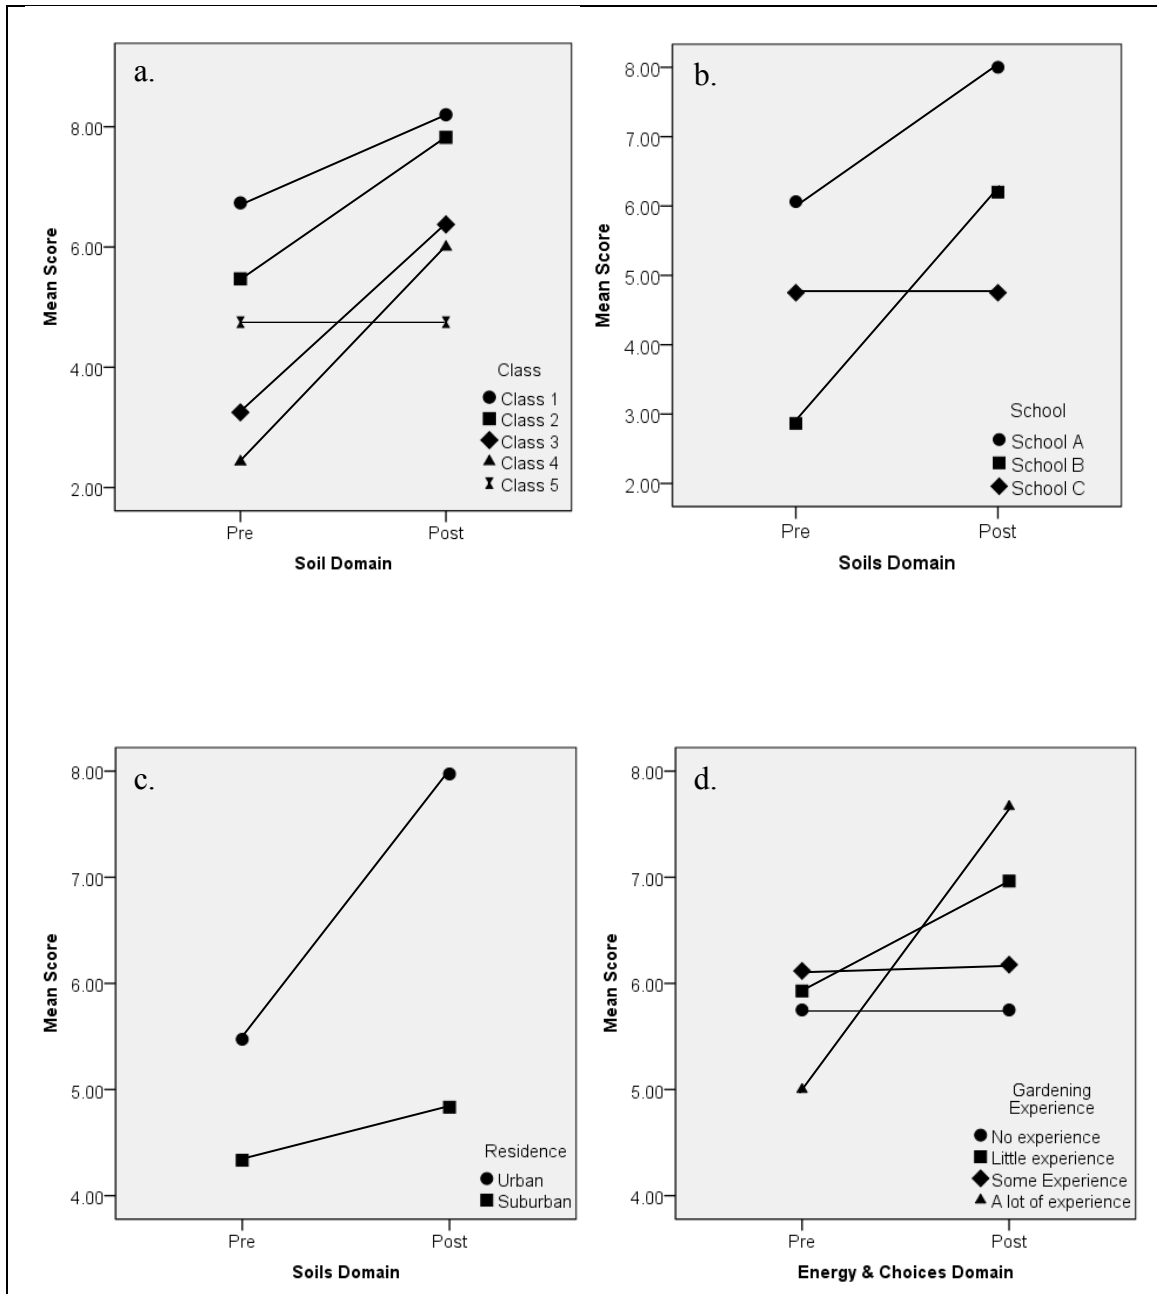 a.
Mean Score
8.00
6.00
4.00
2.00
Class
Class 1
Class 2
Class 3
Class 4
Class 5
Pre
Post
Soil Domain
b.
Mean Score
8.00
7.00
6.00
5.00
4.00
3.00
2.00
School
School A
School B
School C
Pre
Post
Soils Domain
c.
Mean Score
8.00
7.00
6.00
5.00
4.00
Residence
Urban
Suburban
Pre
Post
Soils Domain
d.
Mean Score
8.00
7.00
6.00
5.00
4.00
Gardening
Experience
No experience
Little experience
Some Experience
A lot of experience
Pre
Post
Energy & Choices Domain